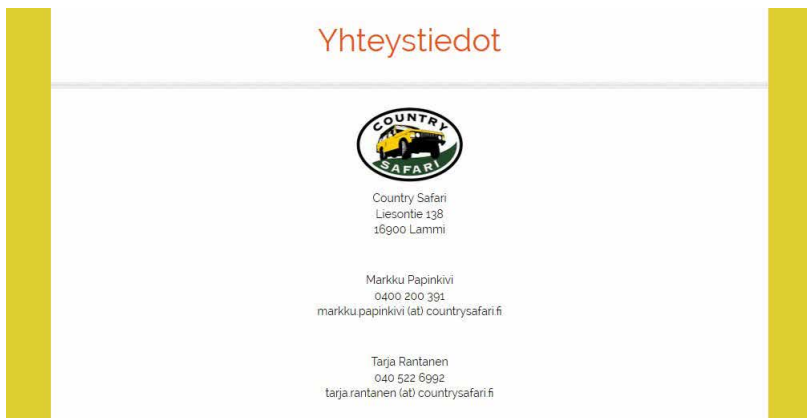 Yhteystiedot
COUNTRY
SAFARI
Country Safari
Liesontie 138
16900 Lammi
Markku Papinkivi
0400 200 391
markku.papinkivi (at) countrysafari.fi
Tarja Rantanen
040 522 6992
tarja.rantanen (at) countrysafari.fi